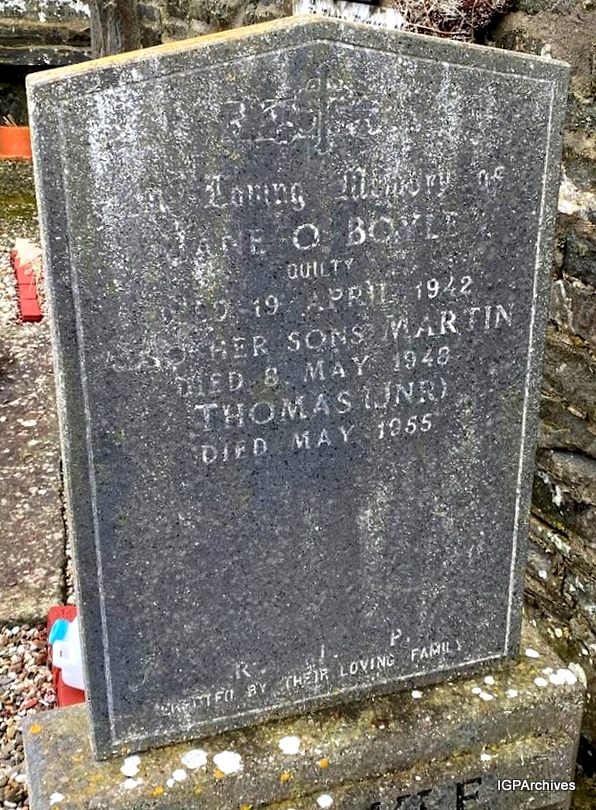 In Loving Memory of
JANE O. BOYLE
QUILTY
DIED 19 APRIL 1942
ALSO HER SONS MARTIN
DIED 8 MAY 1948
THOMAS (JNR)
DIED MAY 1955
R. I. P.
ERECTED BY THEIR LOVING FAMILY
IGPArchives